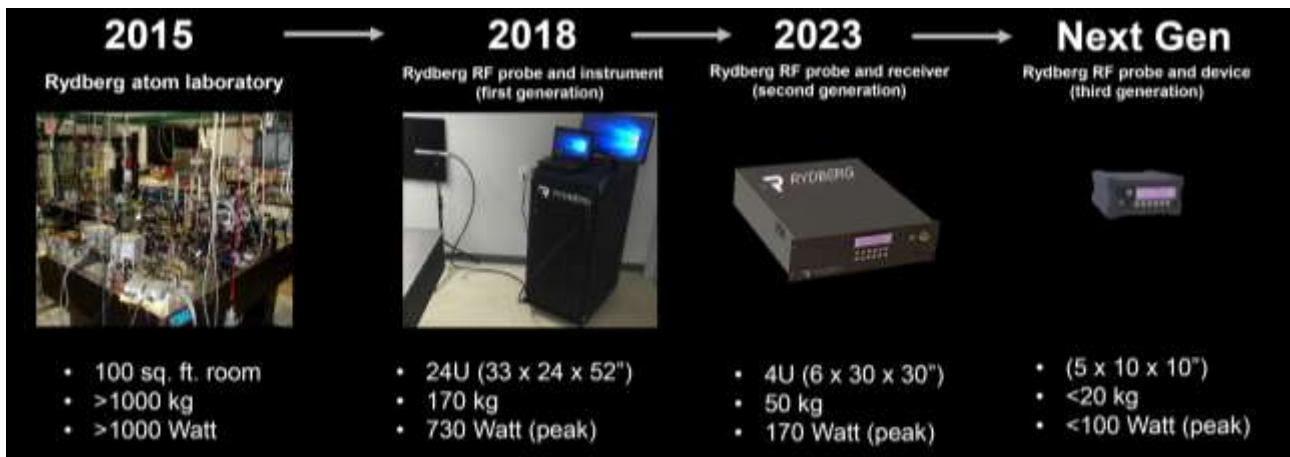 2015
Rydberg atom laboratory
• 100 sq. ft. room
• >1000 kg
• >1000 Watt
2018
Rydberg RF probe and instrument
(first generation)
RYDBERG
• 24U (33 x 24 x 52”)
• 170 kg
• 730 Watt (peak)
2023
Rydberg RF probe and receiver
(second generation)
RYDBERG
• 4U (6 x 30 x 30”)
• 50 kg
• 170 Watt (peak)
Next Gen
Rydberg RF probe and device
(third generation)
• (5 x 10 x 10”)
• <20 kg
• <100 Watt (peak)